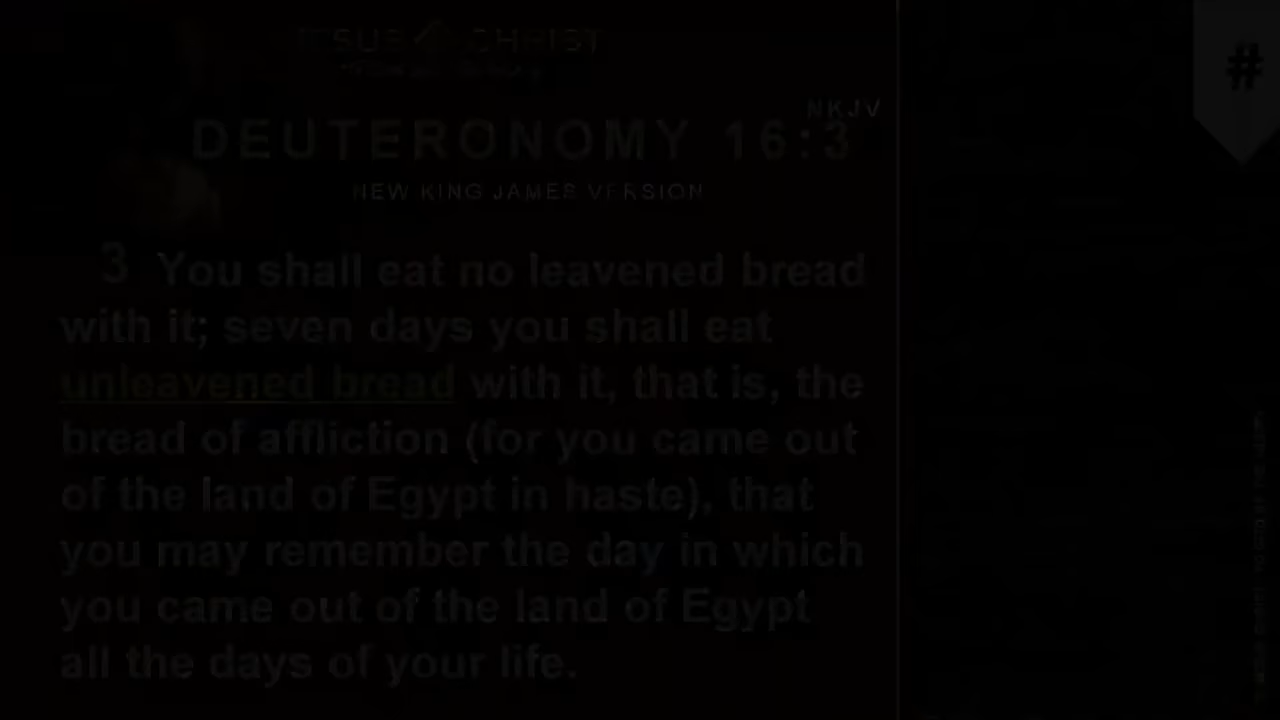 JESUS CHRIST
NKJV
DEUTERONOMY 16:3
NEW KING JAMES VERSION
3 You shall eat no leavened bread
with it; seven days you shall eat
unleavened bread with it, that is, the
bread of affliction (for you came out
of the land of Egypt in haste), that
you may remember the day in which
you came out of the land of Egypt
all the days of your life.
#